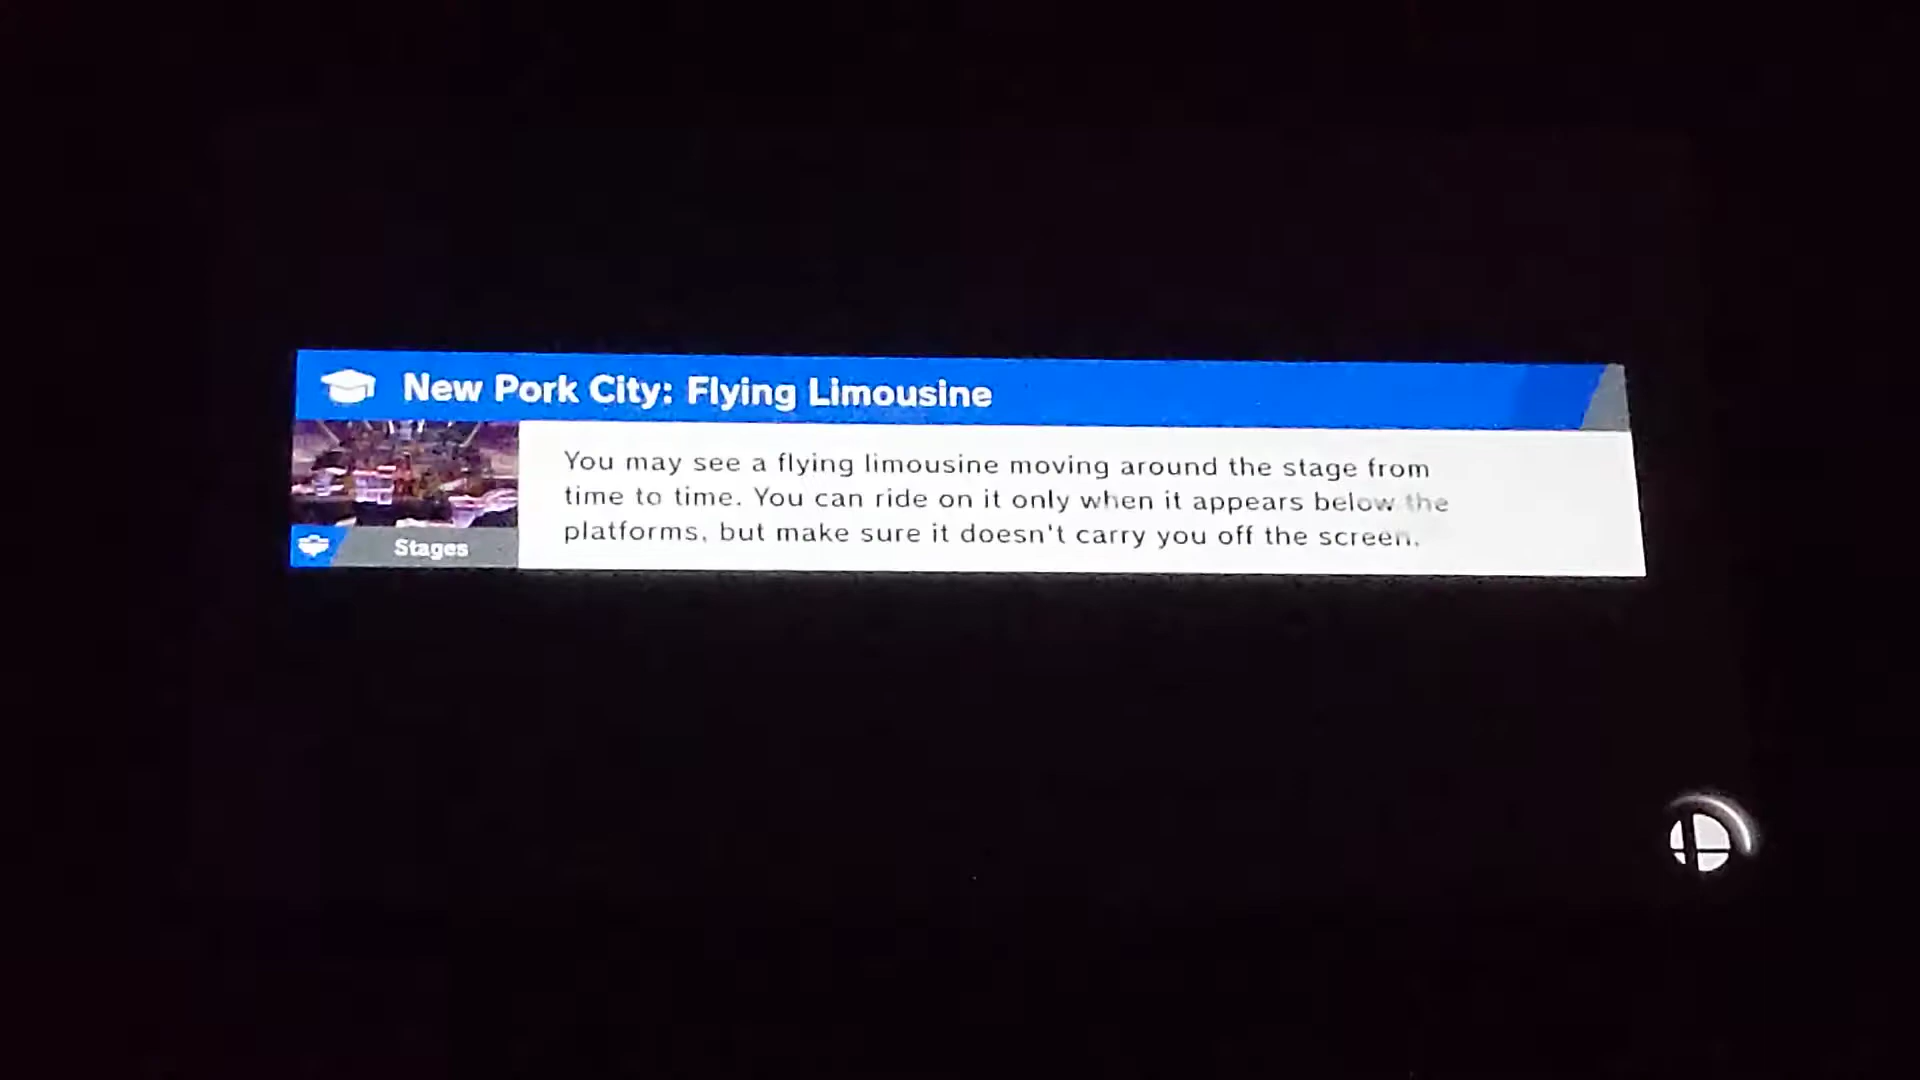 New Pork City: Flying Limousine
You may see a flying limousine moving around the stage from
time to time. You can ride on it only when it appears below the
platforms, but make sure it doesn't carry you off the screen.
Stages